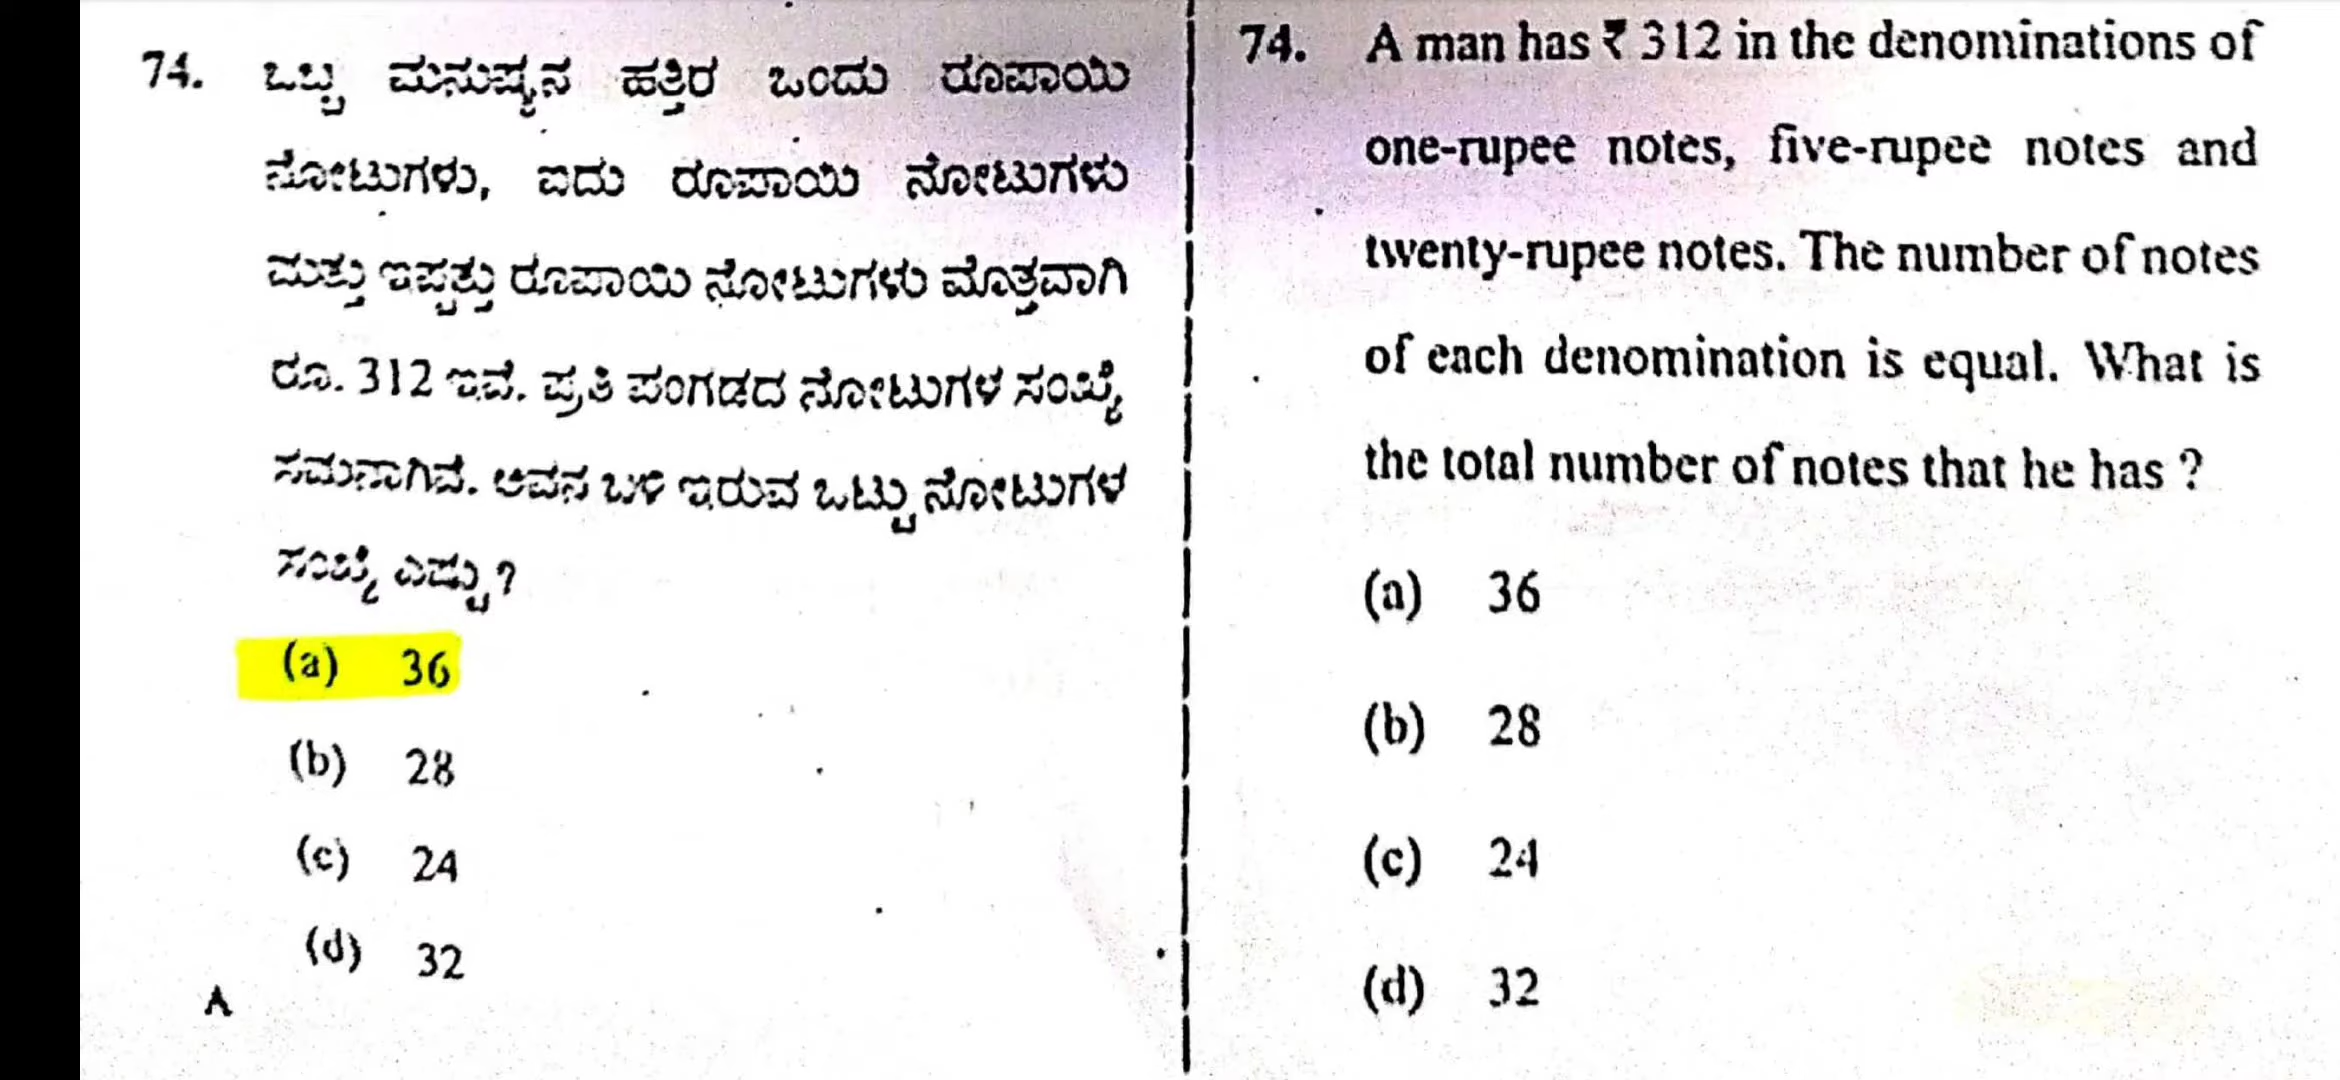 74. ಒಬ್ಬ ಮನುಷ್ಯನ ಹತ್ತಿರ ಒಂದು ರೂಪಾಯಿ
ನೋಟುಗಳು, ಐದು ರೂಪಾಯಿ ನೋಟುಗಳು
ಮತ್ತು ಇಪ್ಪತ್ತು ರೂಪಾಯಿ ನೋಟುಗಳು ಮೊತ್ತವಾಗಿ
ರೂ. 312 ಇವೆ. ಪ್ರತಿ ಪಂಗಡದ ನೋಟುಗಳ ಸಂಖ್ಯೆ
ಸಮನಾಗಿವೆ. ಅವನ ಬಳಿ ಇರುವ ಒಟ್ಟು ನೋಟುಗಳ
ಸಂಖ್ಯೆ ಎಷ್ಟು?
(a) 36
(b) 28
(c) 24
(d) 32
A
74. A man has ₹ 312 in the denominations of
one-rupee notes, five-rupee notes and
twenty-rupee notes. The number of notes
of each denomination is equal. What is
the total number of notes that he has ?
(a) 36
(b) 28
(c) 24
(d) 32